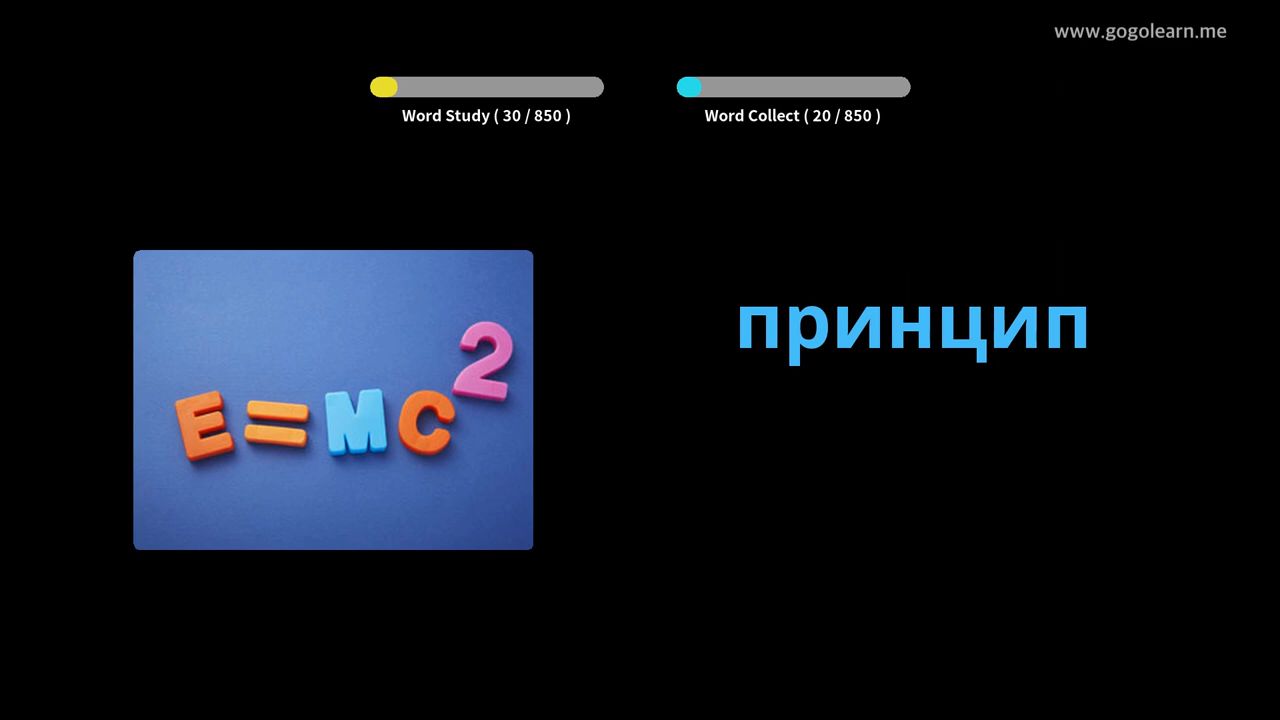 www.gogolearn.me
Word Study ( 30 / 850 )
Word Collect ( 20 / 850 )
принцип
E=MC²